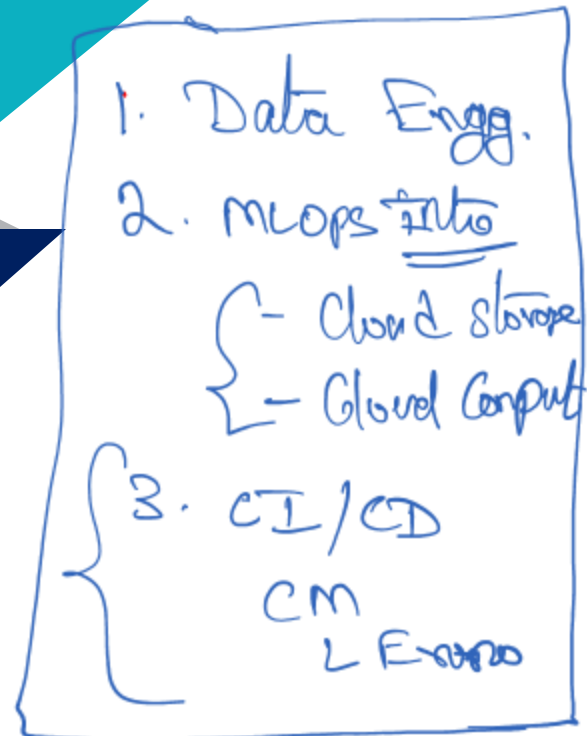 1. Data Engg.
2. MLOPS Intro
- Cloud Storage
- Cloud Comput
3. CI/CD
CM